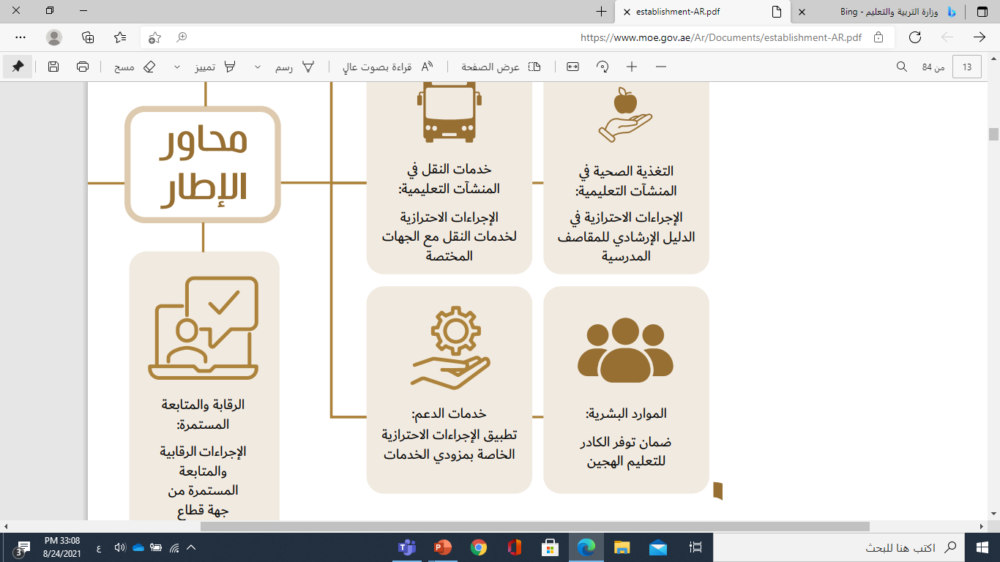 establishment-AR.pdf
وزارة التربية والتعليم - Bing
https://www.moe.gov.ae/Ar/Documents/establishment-AR.pdf
13
من 84
عرض الصفحة
قراءة بصوت عالٍ
رسم
تمييز
مسح
محاور
الإطار
التغذية الصحية في
المنشآت التعليمية:
الإجراءات الاحترازية في
الدليل الإرشادي للمقاصف
المدرسية
خدمات النقل في
المنشآت التعليمية:
الإجراءات الاحترازية
لخدمات النقل مع الجهات
المختصة
الموارد البشرية:
ضمان توفر الكادر
للتعليم الهجين
خدمات الدعم:
تطبيق الإجراءات الاحترازية
الخاصة بمزودي الخدمات
الرقابة والمتابعة
المستمرة:
الإجراءات الرقابية
والمتابعة
المستمرة من
جهة قطاع
اكتب هنا للبحث
ع
PM 33:08
8/24/2021
3